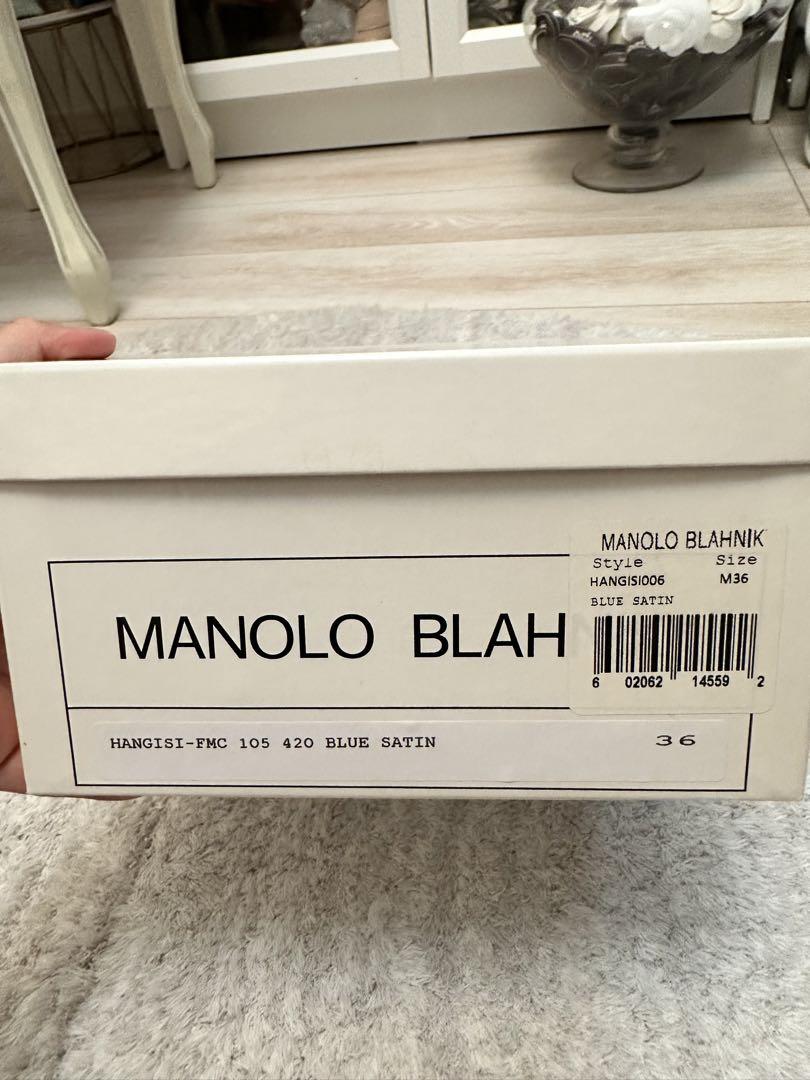 MANOLO BLAHNIK
Style Size
HANGISI006 M36
BLUE SATIN
6 02062 14559 2
MANOLO BLAHN
HANGISI-FMC 105 420 BLUE SATIN 36